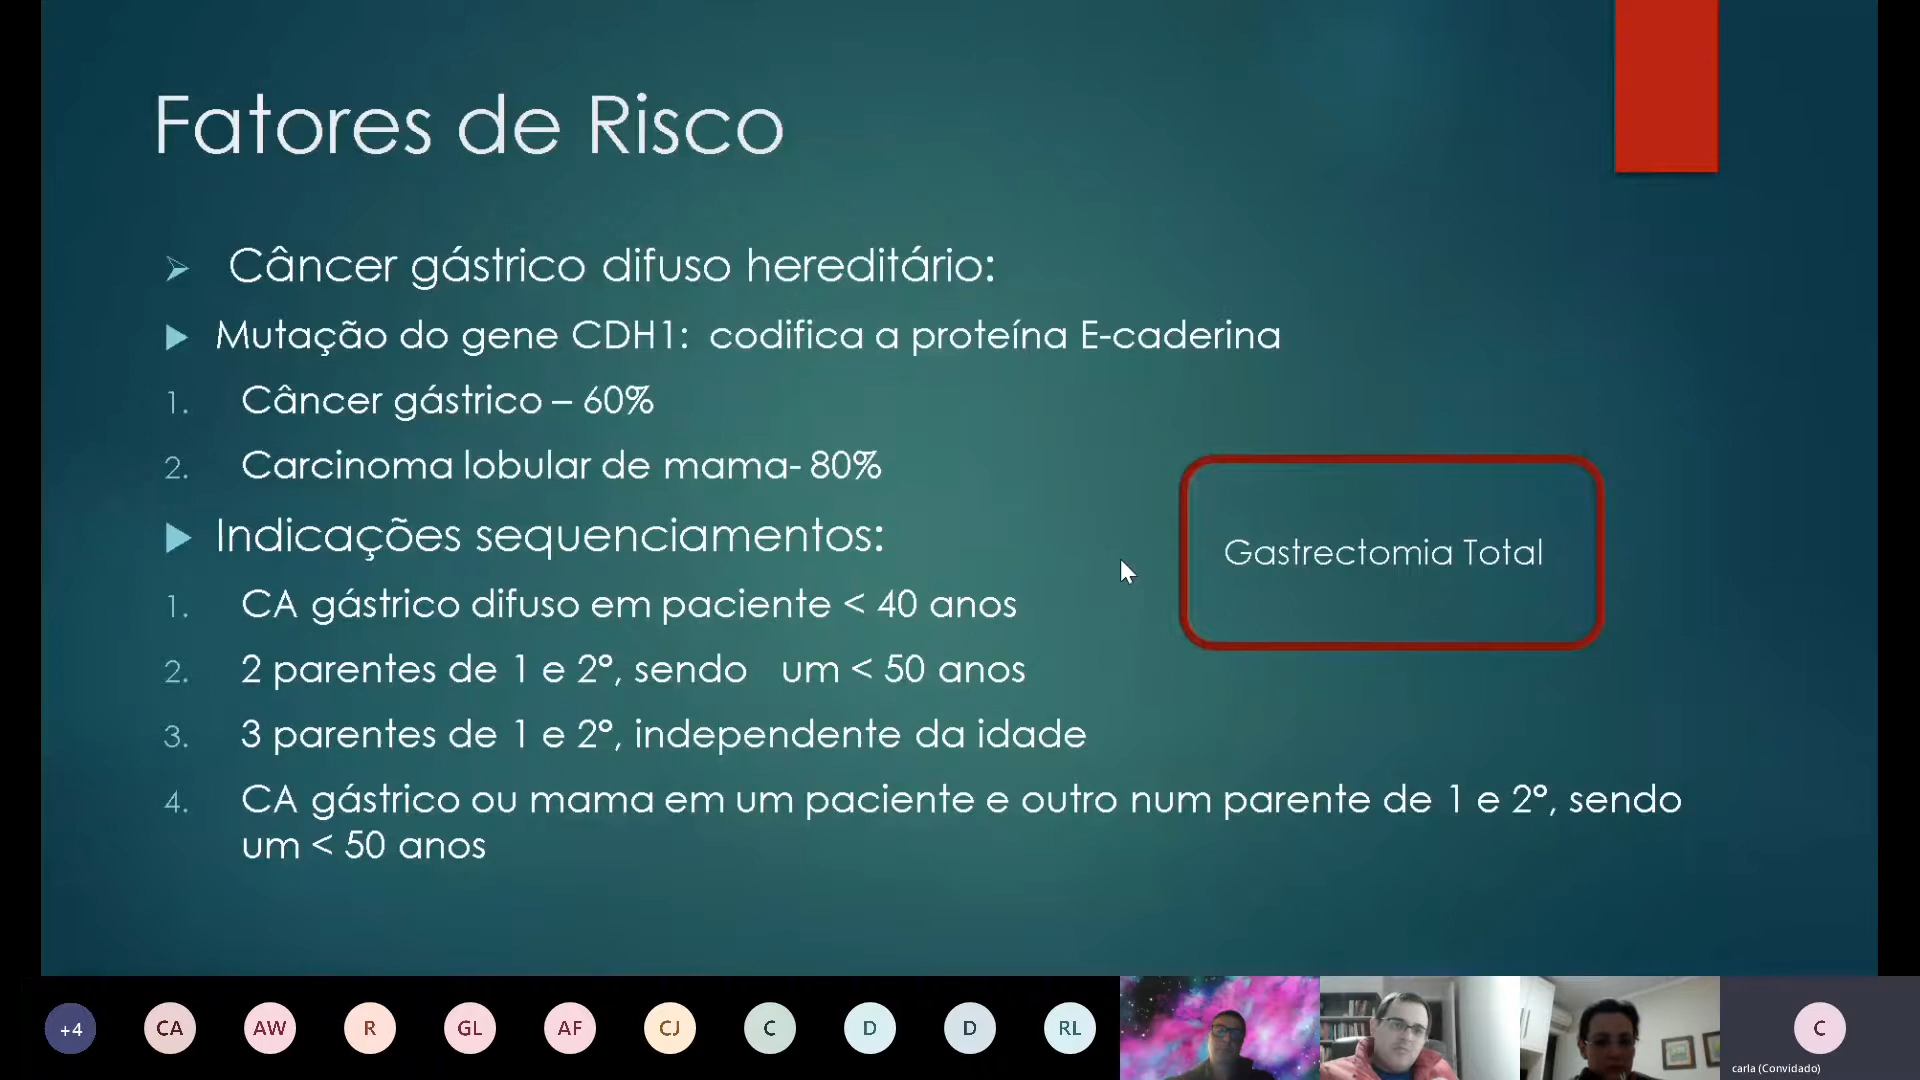 Fatores de Risco
Câncer gástrico difuso hereditário:
Mutação do gene CDH1: codifica a proteína E-caderina
1. Câncer gástrico – 60%
2. Carcinoma lobular de mama- 80%
Indicações sequenciamentos:
1. CA gástrico difuso em paciente < 40 anos
2. 2 parentes de 1 e 2º, sendo um < 50 anos
3. 3 parentes de 1 e 2º, independente da idade
4. CA gástrico ou mama em um paciente e outro num parente de 1 e 2º, sendo
um < 50 anos
Gastrectomia Total
+4 CA AW R GL AF CJ C D D RL C
carla (Convidado)